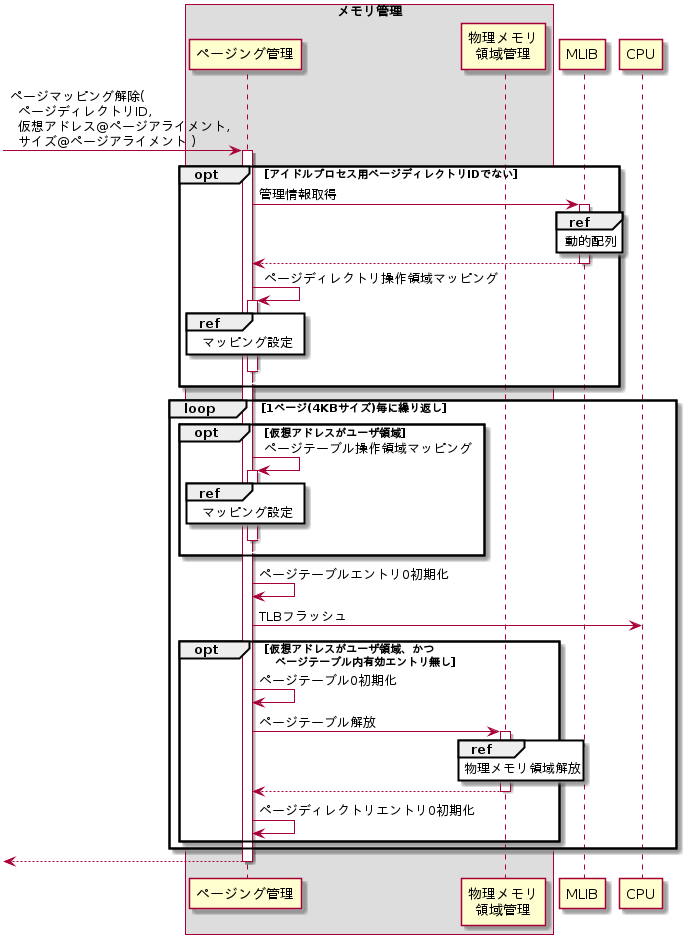 メモリ管理
ページング管理
物理メモリ
領域管理
MLIB
CPU
ページマッピング解除(
ページディレクトリID,
仮想アドレス@ページアライメント,
サイズ@ページアライメント )
opt
[アイドルプロセス用ページディレクトリIDでない]
管理情報取得
ref
動的配列
ページディレクトリ操作領域マッピング
ref
マッピング設定
loop
[1ページ(4KBサイズ)毎に繰り返し]
opt
[仮想アドレスがユーザ領域]
ページテーブル操作領域マッピング
ref
マッピング設定
ページテーブルエントリ0初期化
TLBフラッシュ
opt
[仮想アドレスがユーザ領域、かつ
ページテーブル内有効エントリ無し]
ページテーブル0初期化
ページテーブル解放
ref
物理メモリ領域解放
ページディレクトリエントリ0初期化
ページング管理
物理メモリ
領域管理
MLIB
CPU